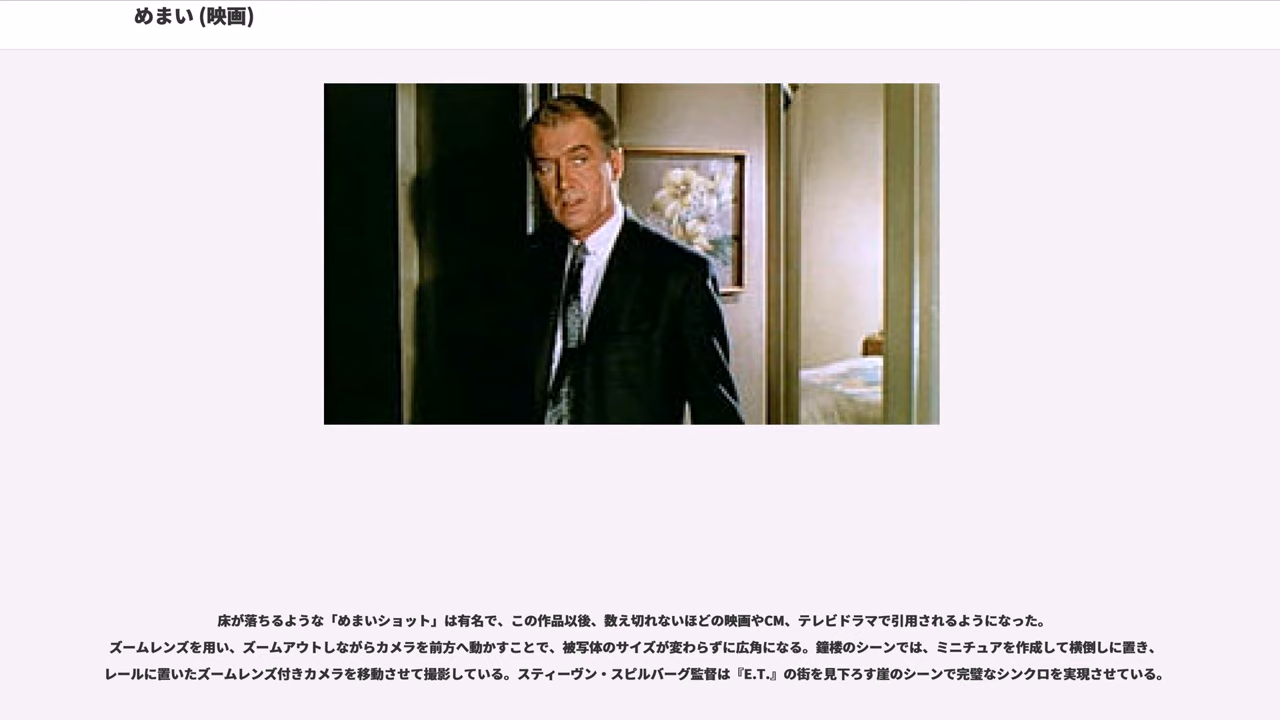 めまい (映画)
床が落ちるような「めまいショット」は有名で、この作品以後、数え切れないほどの映画やCM、テレビドラマで引用されるようになった。
ズームレンズを用い、ズームアウトしながらカメラを前方へ動かすことで、被写体のサイズが変わらずに広角になる。鐘楼のシーンでは、ミニチュアを作成して横倒しに置き、
レールに置いたズームレンズ付きカメラを移動させて撮影している。スティーヴン・スピルバーグ監督は『E.T.』の街を見下ろす崖のシーンで完璧なシンクロを実現させている。